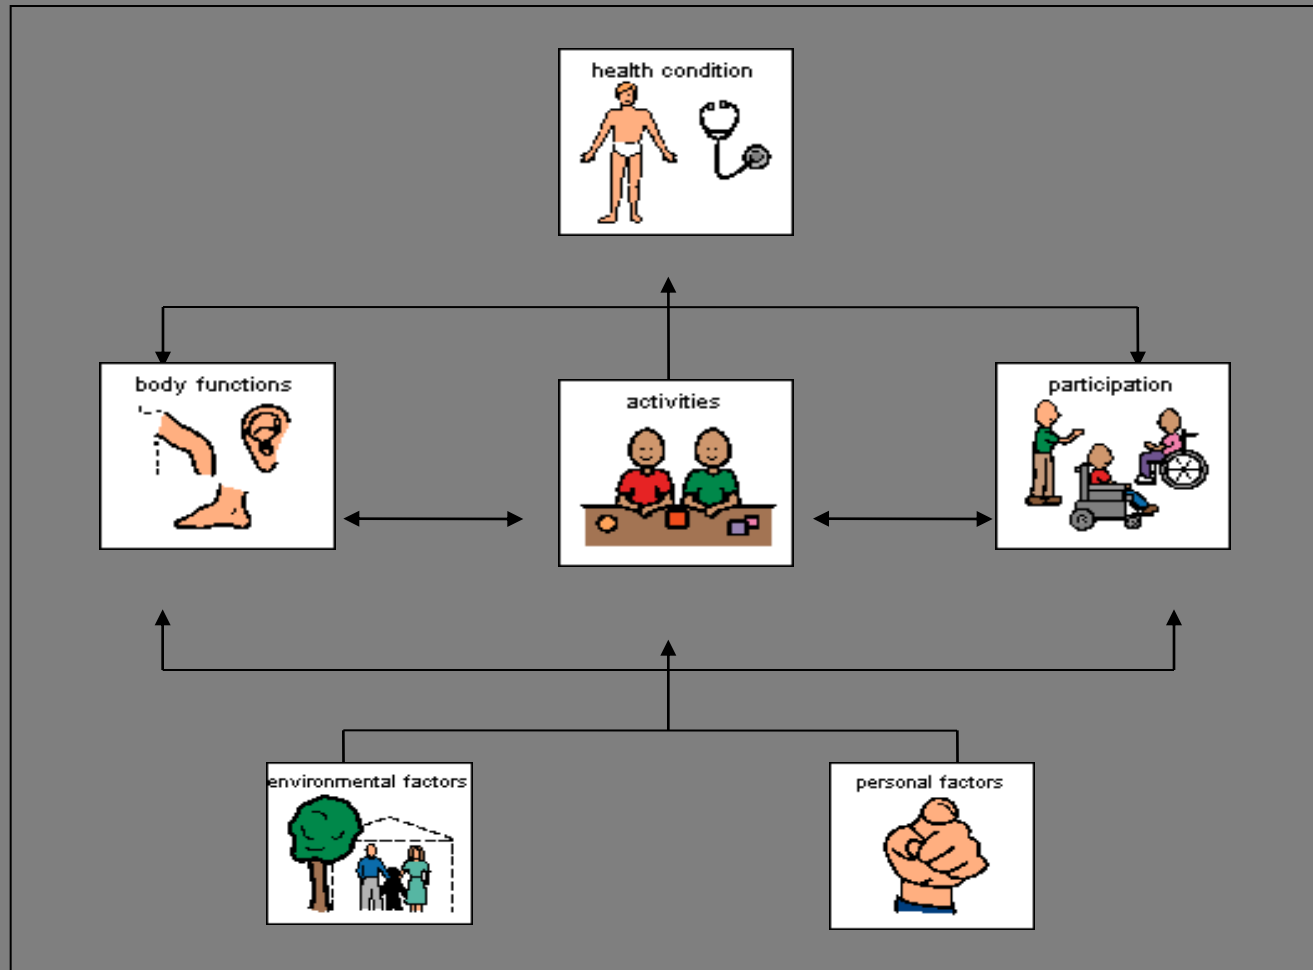 health condition
body functions
activities
participation
environmental factors
personal factors